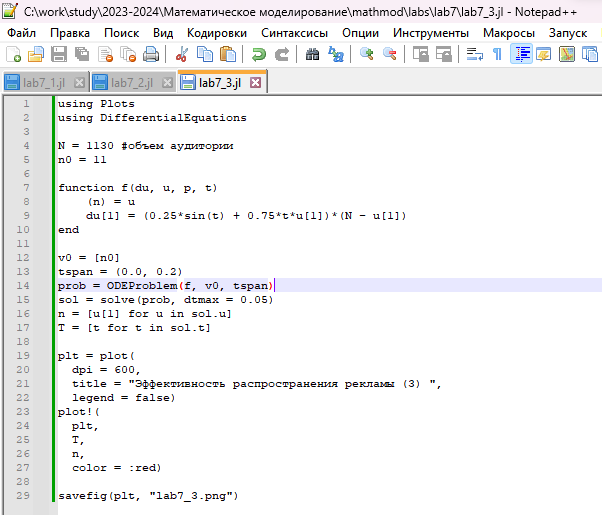 C:\work\study\2023-2024\Математическое моделирование\mathmod\labs\lab7\lab7_3.jl - Notepad++
Файл Правка Поиск Вид Кодировки Синтаксисы Опции Инструменты Макросы Запуск
lab7_1.jl lab7_2.jl lab7_3.jl
1 using Plots
2 using DifferentialEquations
3
4 N = 1130 #объем аудитории
5 n0 = 11
6
7 function f(du, u, p, t)
8 (n) = u
9 du[1] = (0.25*sin(t) + 0.75*t*u[1])*(N - u[1])
10 end
11
12 v0 = [n0]
13 tspan = (0.0, 0.2)
14 prob = ODEProblem(f, v0, tspan)
15 sol = solve(prob, dtmax = 0.05)
16 n = [u[1] for u in sol.u]
17 T = [t for t in sol.t]
18
19 plt = plot(
20 dpi = 600,
21 title = "Эффективность распространения рекламы (3) ",
22 legend = false)
23 plot!(
24 plt,
25 T,
26 n,
27 color = :red)
28
29 savefig(plt, "lab7_3.png")